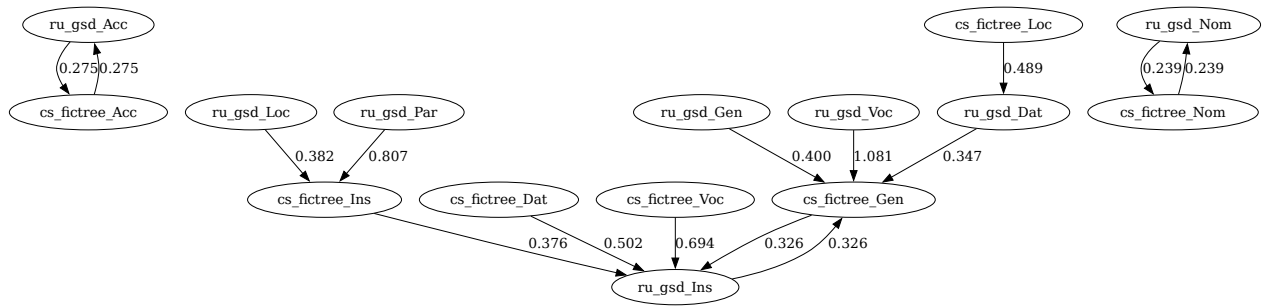 ru_gsd_Acc
cs_fictree_Loc
ru_gsd_Nom
0.275
0.275
0.489
0.239
0.239
cs_fictree_Acc
ru_gsd_Loc
ru_gsd_Par
ru_gsd_Gen
ru_gsd_Voc
ru_gsd_Dat
cs_fictree_Nom
0.382
0.807
0.400
1.081
0.347
cs_fictree_Ins
cs_fictree_Dat
cs_fictree_Voc
cs_fictree_Gen
0.376
0.502
0.694
0.326
0.326
ru_gsd_Ins